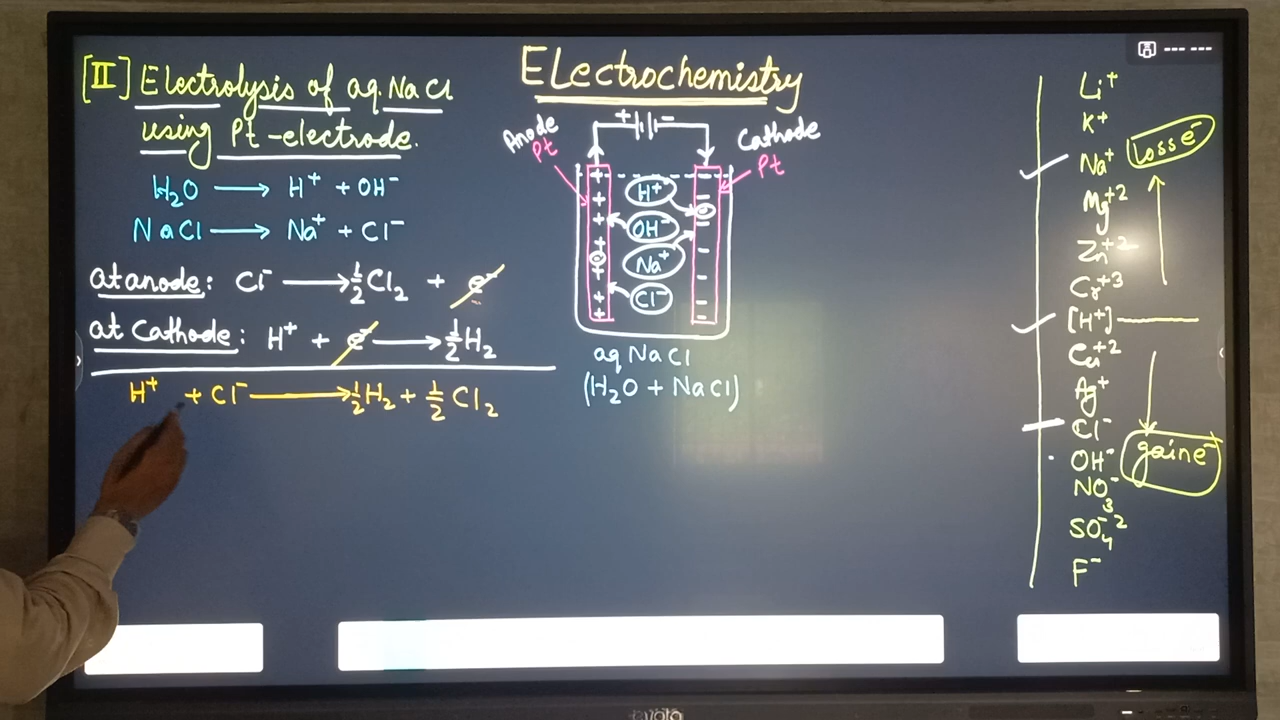 Electrochemistry
[II] Electrolysis of aq. NaCl
using Pt-electrode.
H₂O ⟶ H⁺ + OH⁻
NaCl ⟶ Na⁺ + Cl⁻
at anode: Cl⁻ ⟶ ½Cl₂ + e⁻
at Cathode: H⁺ + e⁻ ⟶ ½H₂
H⁺ + Cl⁻ ⟶ ½H₂ + ½Cl₂
+ −
Anode
Pt
Cathode
Pt
H⁺
OH⁻
Na⁺
Cl⁻
aq NaCl
(H₂O + NaCl)
Li⁺
K⁺
Na⁺
Loss e⁻
Mg⁺²
Zn⁺²
Cr⁺³
[H⁺]
Cu⁺²
Ag⁺
Cl⁻
OH⁻
gain e⁻
NO₃⁻
SO₄⁻²
F⁻